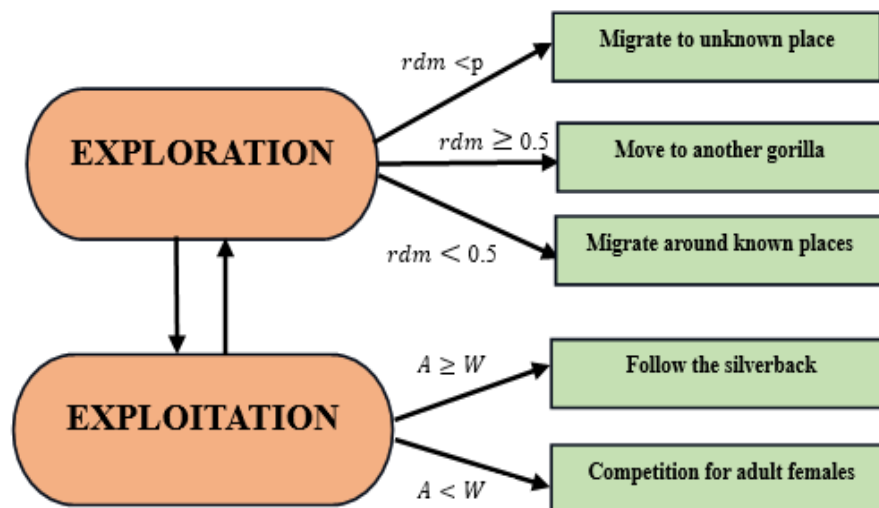 Migrate to unknown place
rdm <p
EXPLORATION
rdm ≥ 0.5
Move to another gorilla
rdm < 0.5
Migrate around known places
A ≥ W
Follow the silverback
EXPLOITATION
A < W
Competition for adult females